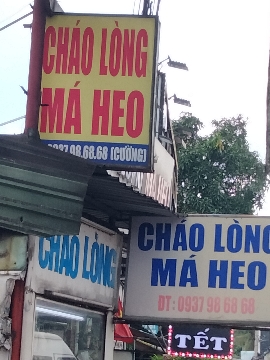 CHÁO LÒNG
MÁ HEO
0937.98.68.68 (CƯỜNG)
CHÁO LÒNG
CHÁO LÒNG
MÁ HEO
ĐT: 0937 98 68 68
TẾT